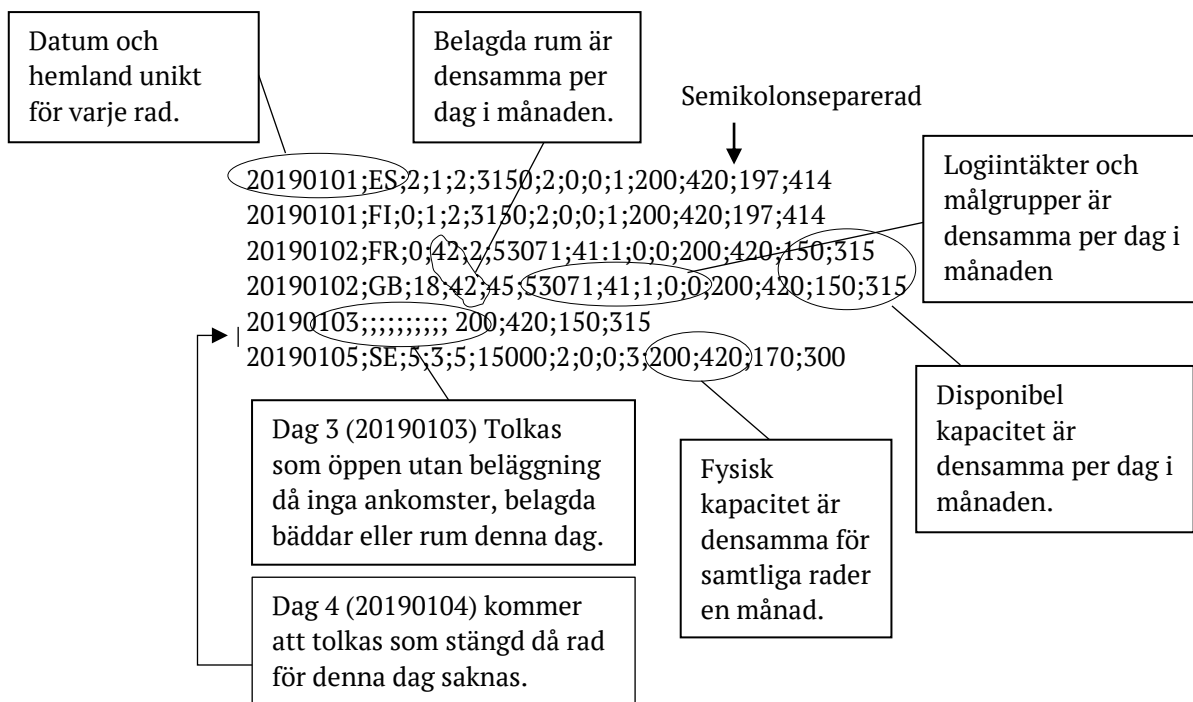 Datum och
hemland unikt
för varje rad.
Belagda rum är
densamma per
dag i månaden.
Semikolonseparerad
Logiintäkter och
målgrupper är
densamma per dag i
månaden
20190101;ES;2;1;2;3150;2;0;0;1;200;420;197;414
20190101;FI;0;1;2;3150;2;0;0;1;200;420;197;414
20190102;FR;0;42;2;53071;41:1;0;0;200;420;150;315
20190102;GB;18;42;45;53071;41;1;0;0;200;420;150;315
20190103;;;;;;;;;; 200;420;150;315
20190105;SE;5;3;5;15000;2;0;0;3;200;420;170;300
Dag 3 (20190103) Tolkas
som öppen utan beläggning
då inga ankomster, belagda
bäddar eller rum denna dag.
Fysisk
kapacitet är
densamma för
samtliga rader
en månad.
Disponibel
kapacitet är
densamma per dag i
månaden.
Dag 4 (20190104) kommer
att tolkas som stängd då rad
för denna dag saknas.